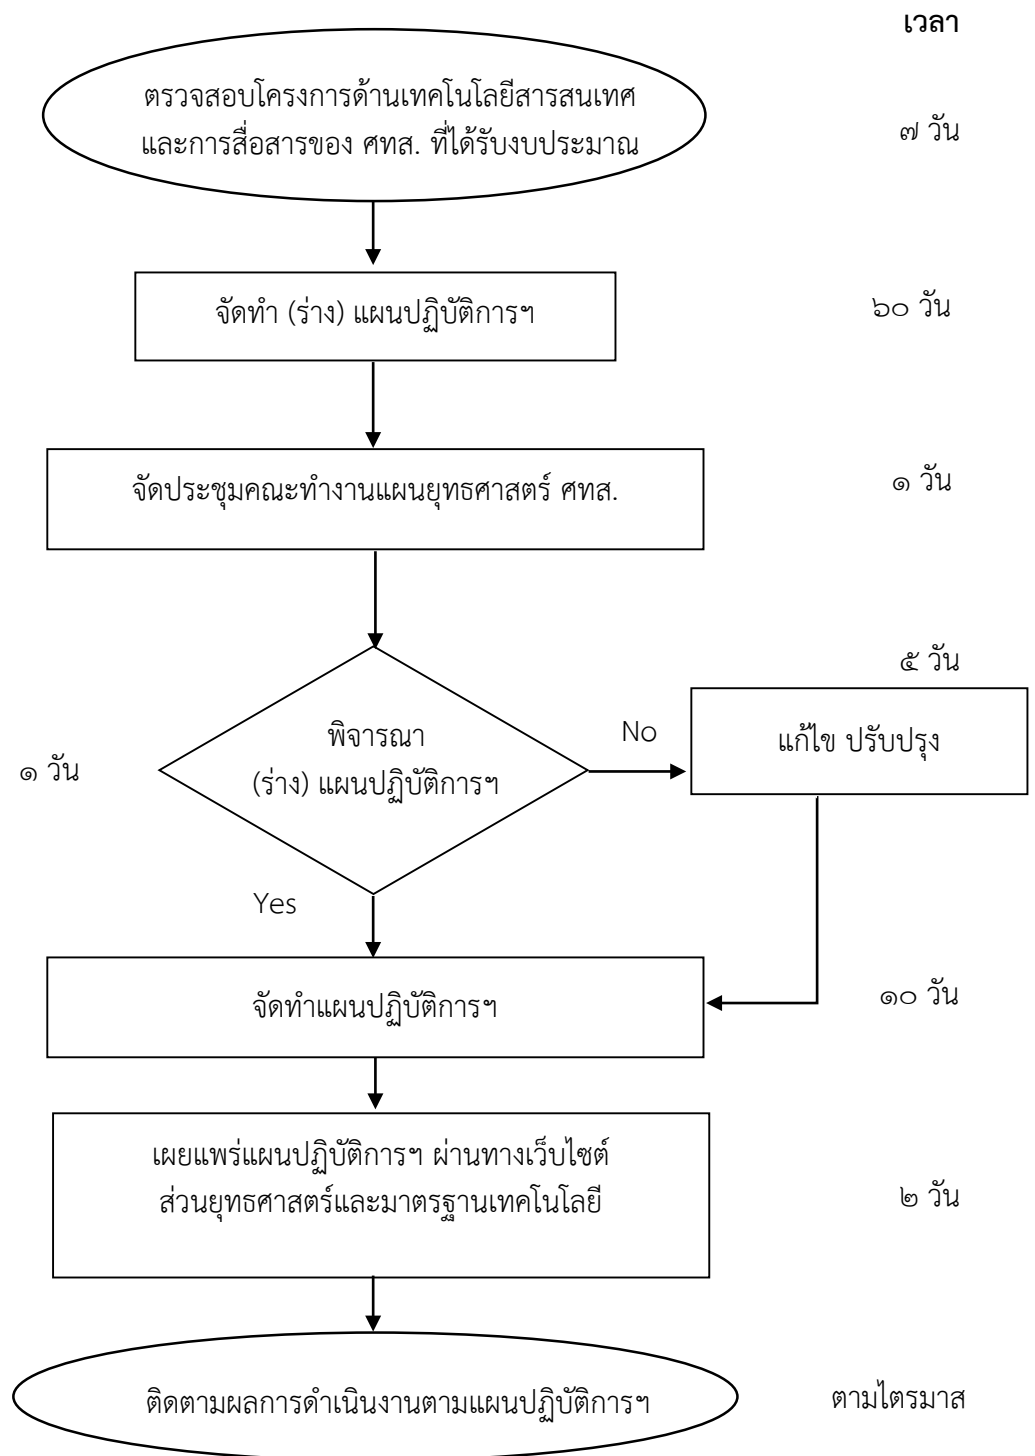 เวลา
ตรวจสอบโครงการด้านเทคโนโลยีสารสนเทศ
และการสื่อสารของ ศทส. ที่ได้รับงบประมาณ
๗ วัน
จัดทำ (ร่าง) แผนปฏิบัติการฯ
๖๐ วัน
จัดประชุมคณะทำงานแผนยุทธศาสตร์ ศทส.
๑ วัน
๕ วัน
พิจารณา
(ร่าง) แผนปฏิบัติการฯ
๑ วัน
No
แก้ไข ปรับปรุง
Yes
จัดทำแผนปฏิบัติการฯ
๑๐ วัน
เผยแพร่แผนปฏิบัติการฯ ผ่านทางเว็บไซต์
ส่วนยุทธศาสตร์และมาตรฐานเทคโนโลยี
๒ วัน
ติดตามผลการดำเนินงานตามแผนปฏิบัติการฯ
ตามไตรมาส